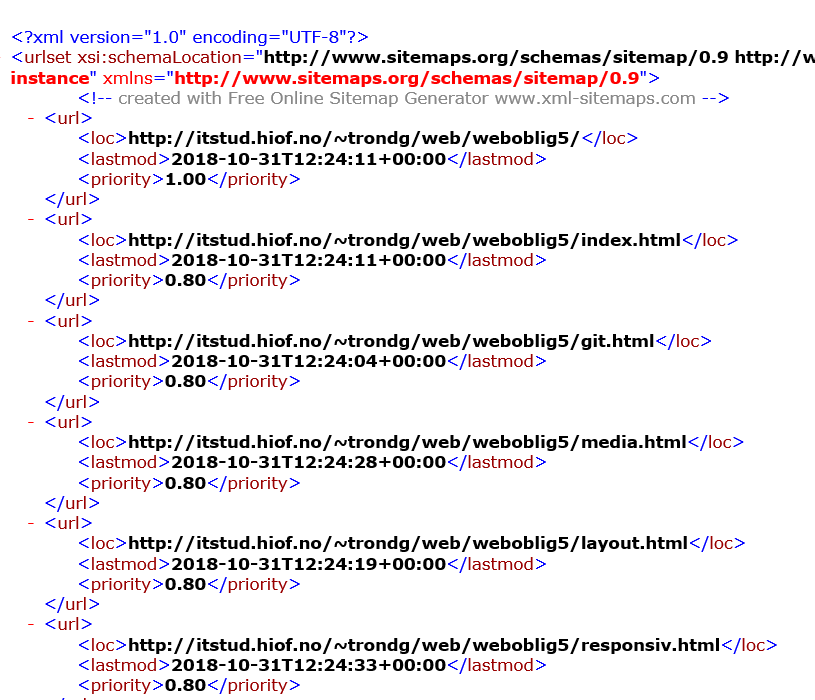 <?xml version="1.0" encoding="UTF-8"?>
<urlset xsi:schemaLocation="http://www.sitemaps.org/schemas/sitemap/0.9 http://w
instance" xmlns="http://www.sitemaps.org/schemas/sitemap/0.9">
<!-- created with Free Online Sitemap Generator www.xml-sitemaps.com -->
- <url>
<loc>http://itstud.hiof.no/~trondg/web/weboblig5/</loc>
<lastmod>2018-10-31T12:24:11+00:00</lastmod>
<priority>1.00</priority>
</url>
- <url>
<loc>http://itstud.hiof.no/~trondg/web/weboblig5/index.html</loc>
<lastmod>2018-10-31T12:24:11+00:00</lastmod>
<priority>0.80</priority>
</url>
- <url>
<loc>http://itstud.hiof.no/~trondg/web/weboblig5/git.html</loc>
<lastmod>2018-10-31T12:24:04+00:00</lastmod>
<priority>0.80</priority>
</url>
- <url>
<loc>http://itstud.hiof.no/~trondg/web/weboblig5/media.html</loc>
<lastmod>2018-10-31T12:24:28+00:00</lastmod>
<priority>0.80</priority>
</url>
- <url>
<loc>http://itstud.hiof.no/~trondg/web/weboblig5/layout.html</loc>
<lastmod>2018-10-31T12:24:19+00:00</lastmod>
<priority>0.80</priority>
</url>
- <url>
<loc>http://itstud.hiof.no/~trondg/web/weboblig5/responsiv.html</loc>
<lastmod>2018-10-31T12:24:33+00:00</lastmod>
<priority>0.80</priority>